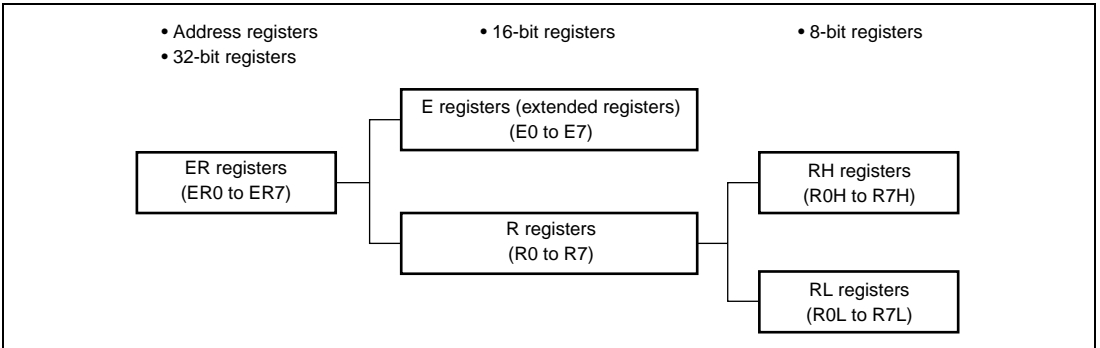 • Address registers
• 32-bit registers
• 16-bit registers
• 8-bit registers
E registers (extended registers)
(E0 to E7)
ER registers
(ER0 to ER7)
RH registers
(R0H to R7H)
R registers
(R0 to R7)
RL registers
(R0L to R7L)